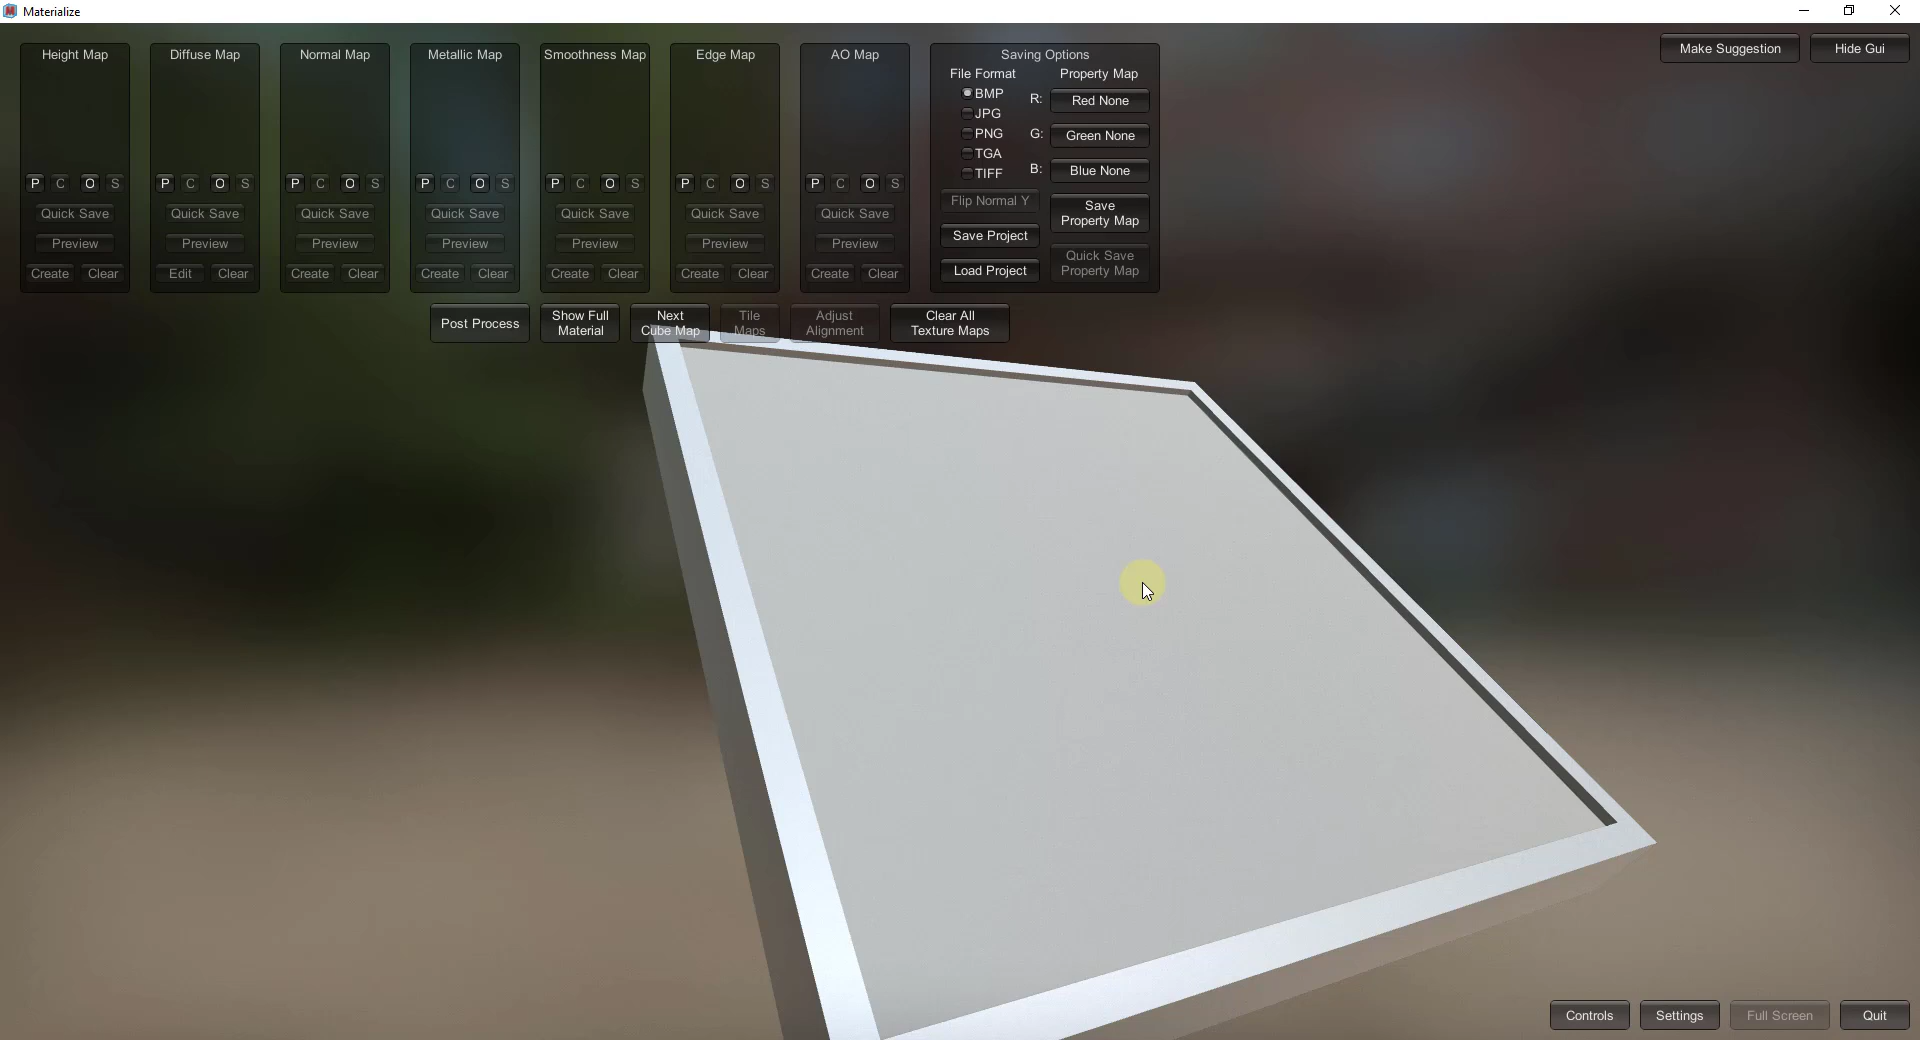 Materialize
Height Map
P C O S
Quick Save
Preview
Create Clear
Diffuse Map
P C O S
Quick Save
Preview
Edit Clear
Normal Map
P C O S
Quick Save
Preview
Create Clear
Metallic Map
P C O S
Quick Save
Preview
Create Clear
Smoothness Map
P C O S
Quick Save
Preview
Create Clear
Edge Map
P C O S
Quick Save
Preview
Create Clear
AO Map
P C O S
Quick Save
Preview
Create Clear
Saving Options
File Format
BMP
JPG
PNG
TGA
TIFF
Flip Normal Y
Save Project
Load Project
Property Map
R: Red None
G: Green None
B: Blue None
Save
Property Map
Quick Save
Property Map
Make Suggestion
Hide Gui
Post Process
Show Full
Material
Next
Cube Map
Tile
Maps
Adjust
Alignment
Clear All
Texture Maps
Controls
Settings
Full Screen
Quit